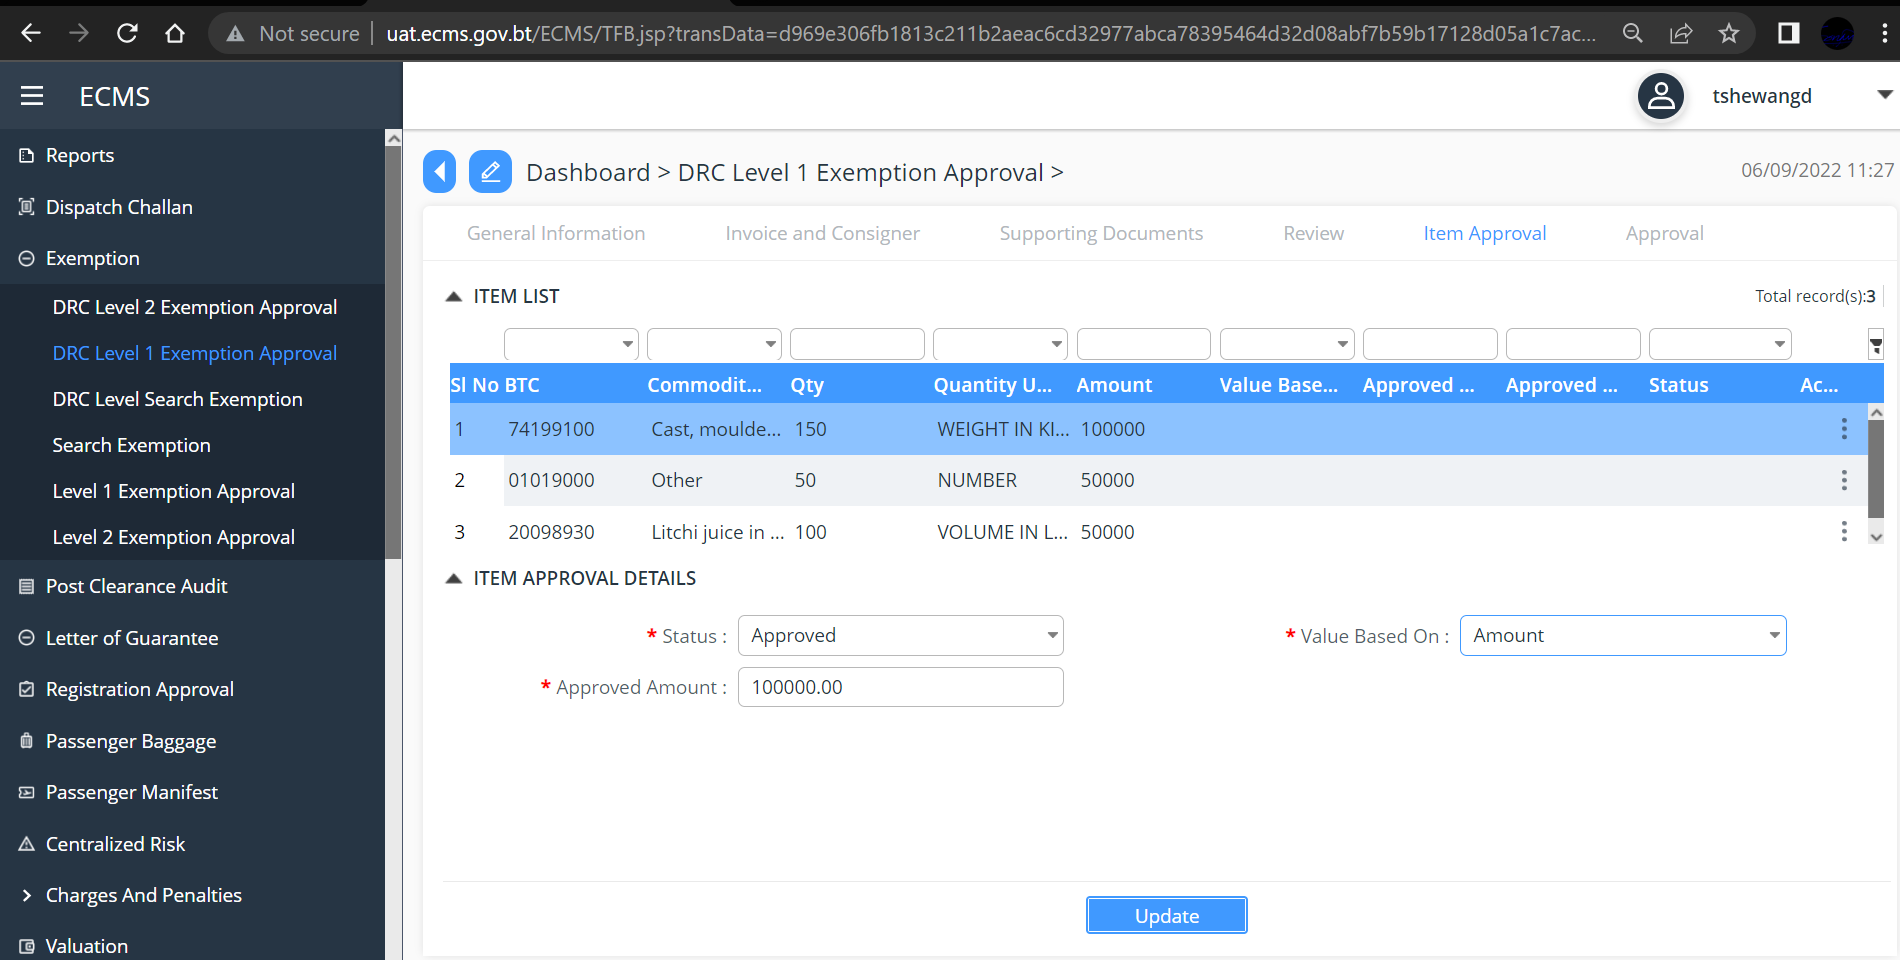 Not secure | uat.ecms.gov.bt/ECMS/TFB.jsp?transData=d969e306fb1813c211b2aeac6cd32977abca78395464d32d08abf7b59b17128d05a1c7ac...
ECMS
tshewangd
Reports
Dispatch Challan
Exemption
DRC Level 2 Exemption Approval
DRC Level 1 Exemption Approval
DRC Level Search Exemption
Search Exemption
Level 1 Exemption Approval
Level 2 Exemption Approval
Post Clearance Audit
Letter of Guarantee
Registration Approval
Passenger Baggage
Passenger Manifest
Centralized Risk
Charges And Penalties
Valuation
Dashboard > DRC Level 1 Exemption Approval >
06/09/2022 11:27
General Information Invoice and Consigner Supporting Documents Review Item Approval Approval
ITEM LIST
Total record(s):3
Sl No BTC Commodit... Qty Quantity U... Amount Value Base... Approved ... Approved ... Status Ac...
1 74199100 Cast, moulde... 150 WEIGHT IN KI... 100000
2 01019000 Other 50 NUMBER 50000
3 20098930 Litchi juice in ... 100 VOLUME IN L... 50000
ITEM APPROVAL DETAILS
* Status : Approved
* Value Based On : Amount
* Approved Amount : 100000.00
Update